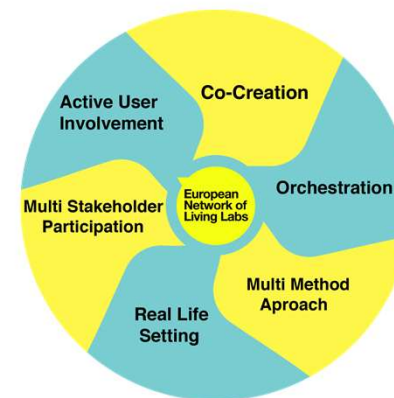 Co-Creation
Orchestration
Multi Method
Aproach
Real Life
Setting
Multi Stakeholder
Participation
Active User
Involvement
European
Network of
Living Labs